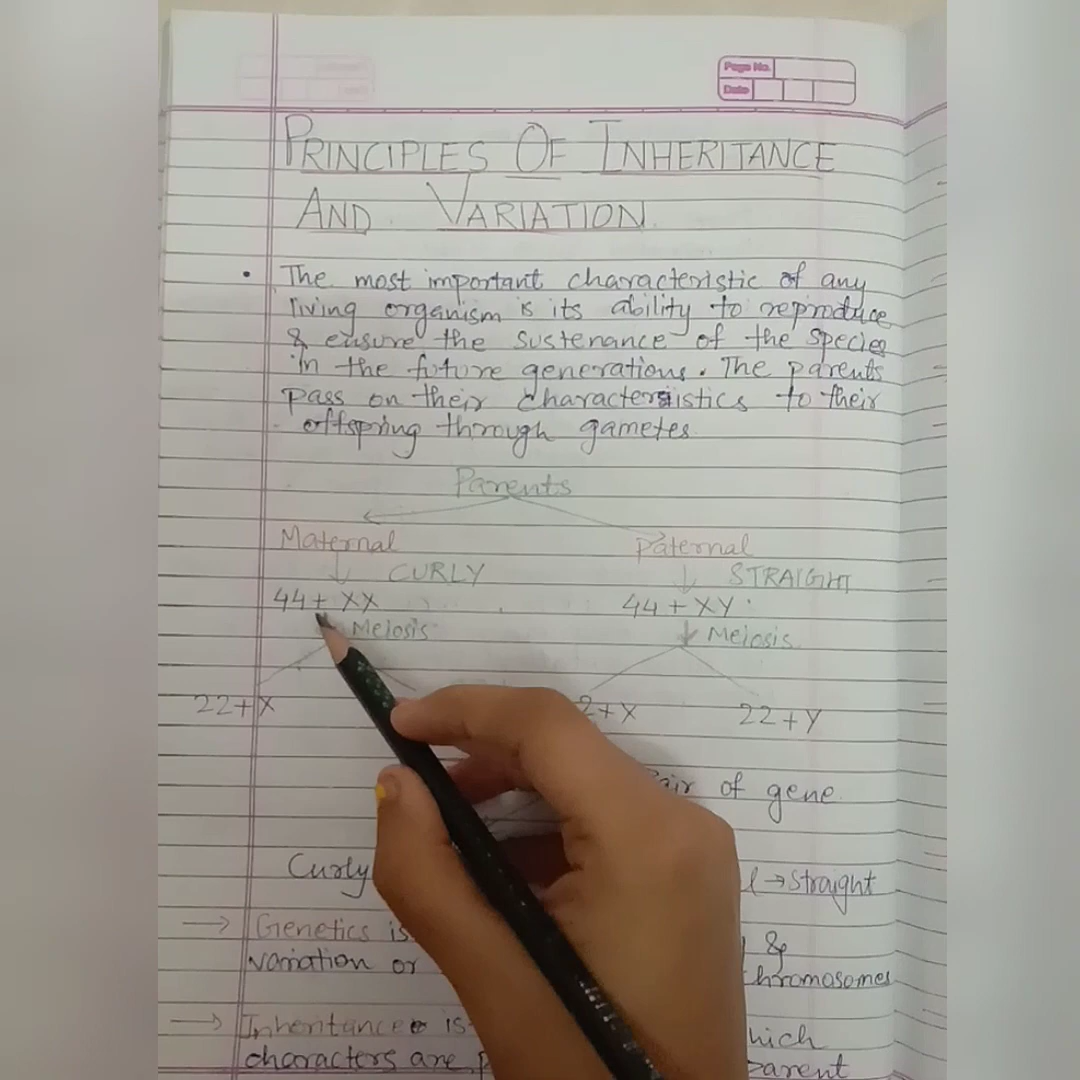 Page No.
Date
PRINCIPLES OF INHERITANCE
AND VARIATION.
• The most important characteristic of any
living organism is its ability to reproduce
& ensure the sustenance of the species
in the future generations. The parents
pass on their characteristics to their
offspring through gametes.
Parents
Maternal Paternal
CURLY STRAIGHT
44+ XX 44 + XY
Meiosis Meiosis
22+X 2+X 22+Y
Pair of gene
Curly → Straight
→ Genetics is &
variation or chromosomes
→ Inheritance is which
characters are parent